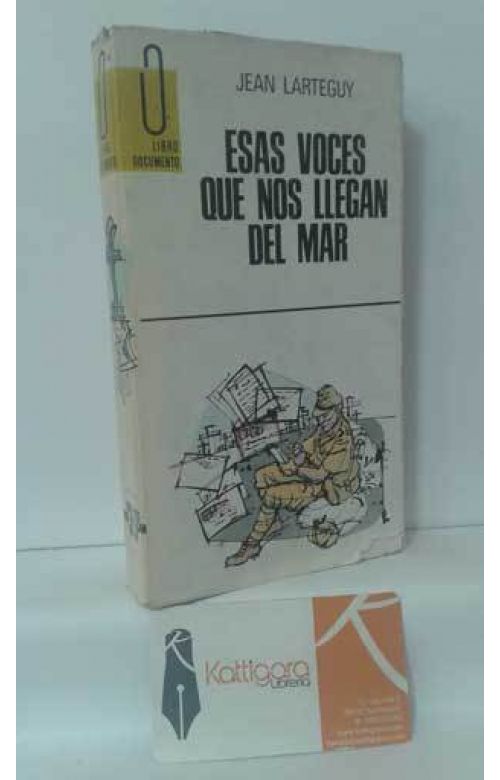 JEAN LARTEGUY
LIBRO
DOCUMENTO
ESAS VOCES
QUE NOS LLEGAN
DEL MAR
Kattigara
Librería